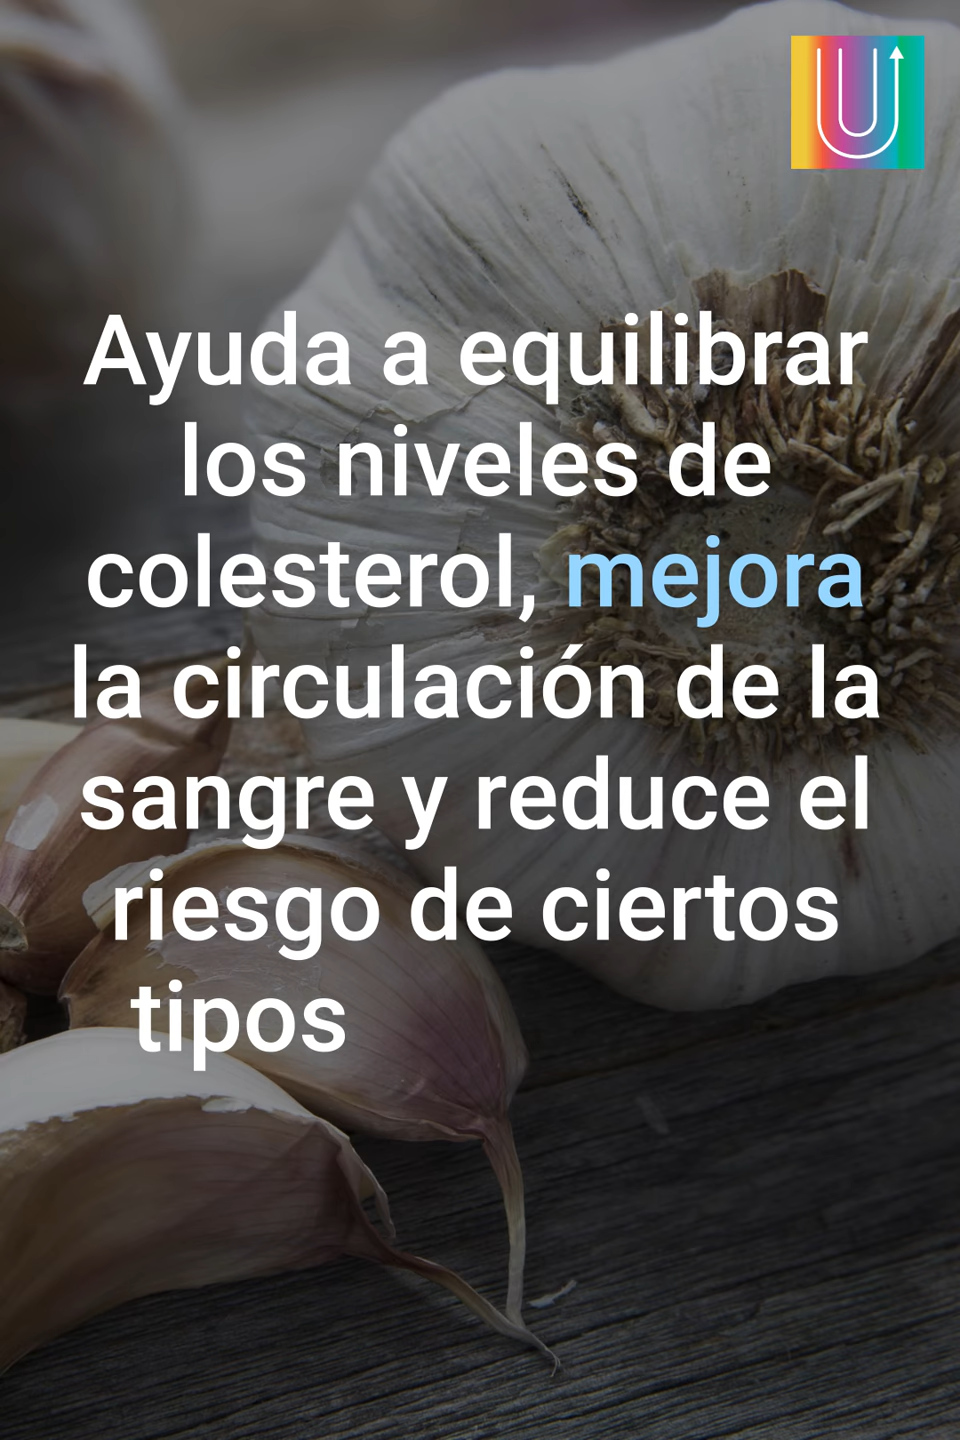 Ayuda a equilibrar
los niveles de
colesterol, mejora
la circulación de la
sangre y reduce el
riesgo de ciertos
tipos